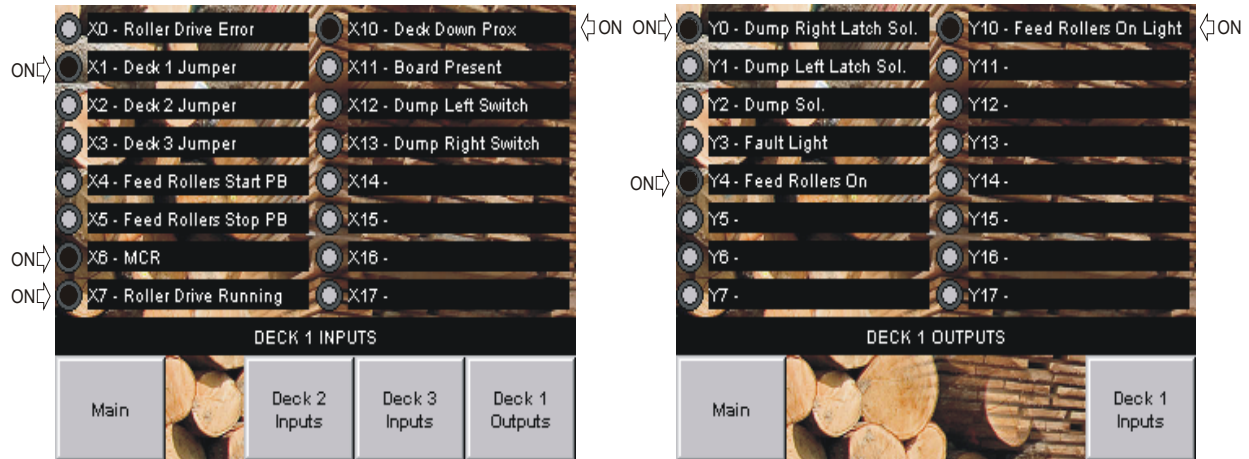 X0 - Roller Drive Error
X10 - Deck Down Prox
ON
ON
X1 - Deck 1 Jumper
X11 - Board Present
X2 - Deck 2 Jumper
X12 - Dump Left Switch
X3 - Deck 3 Jumper
X13 - Dump Right Switch
X4 - Feed Rollers Start PB
X14 -
X5 - Feed Rollers Stop PB
X15 -
ON
X6 - MCR
X16 -
ON
X7 - Roller Drive Running
X17 -
DECK 1 INPUTS
Main
Deck 2
Inputs
Deck 3
Inputs
Deck 1
Outputs
ON
Y0 - Dump Right Latch Sol.
Y10 - Feed Rollers On Light
ON
Y1 - Dump Left Latch Sol.
Y11 -
Y2 - Dump Sol.
Y12 -
Y3 - Fault Light
Y13 -
ON
Y4 - Feed Rollers On
Y14 -
Y5 -
Y15 -
Y6 -
Y16 -
Y7 -
Y17 -
DECK 1 OUTPUTS
Main
Deck 1
Inputs